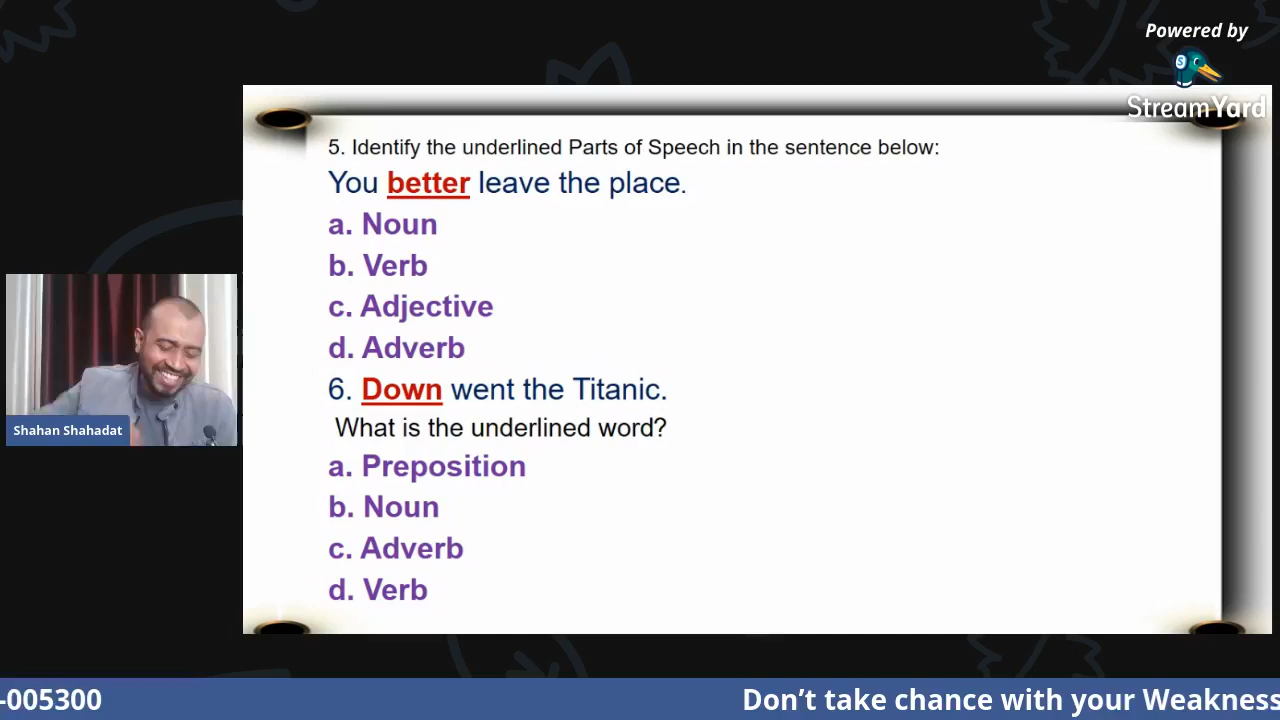 Powered by
StreamYard
5. Identify the underlined Parts of Speech in the sentence below:
You better leave the place.
a. Noun
b. Verb
c. Adjective
d. Adverb
6. Down went the Titanic.
What is the underlined word?
a. Preposition
b. Noun
c. Adverb
d. Verb
Shahan Shahadat
-005300
Don’t take chance with your Weakness